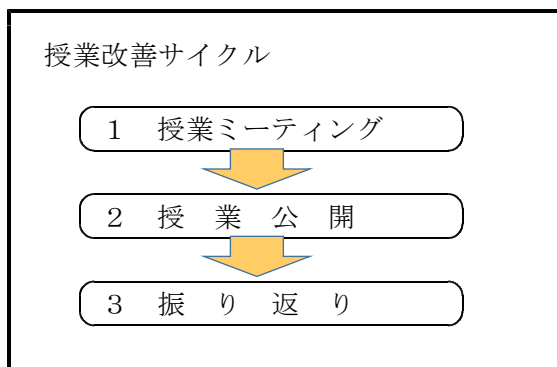 授業改善サイクル
１　授業ミーティング
２　授　業　公　開
３　振　り　返　り